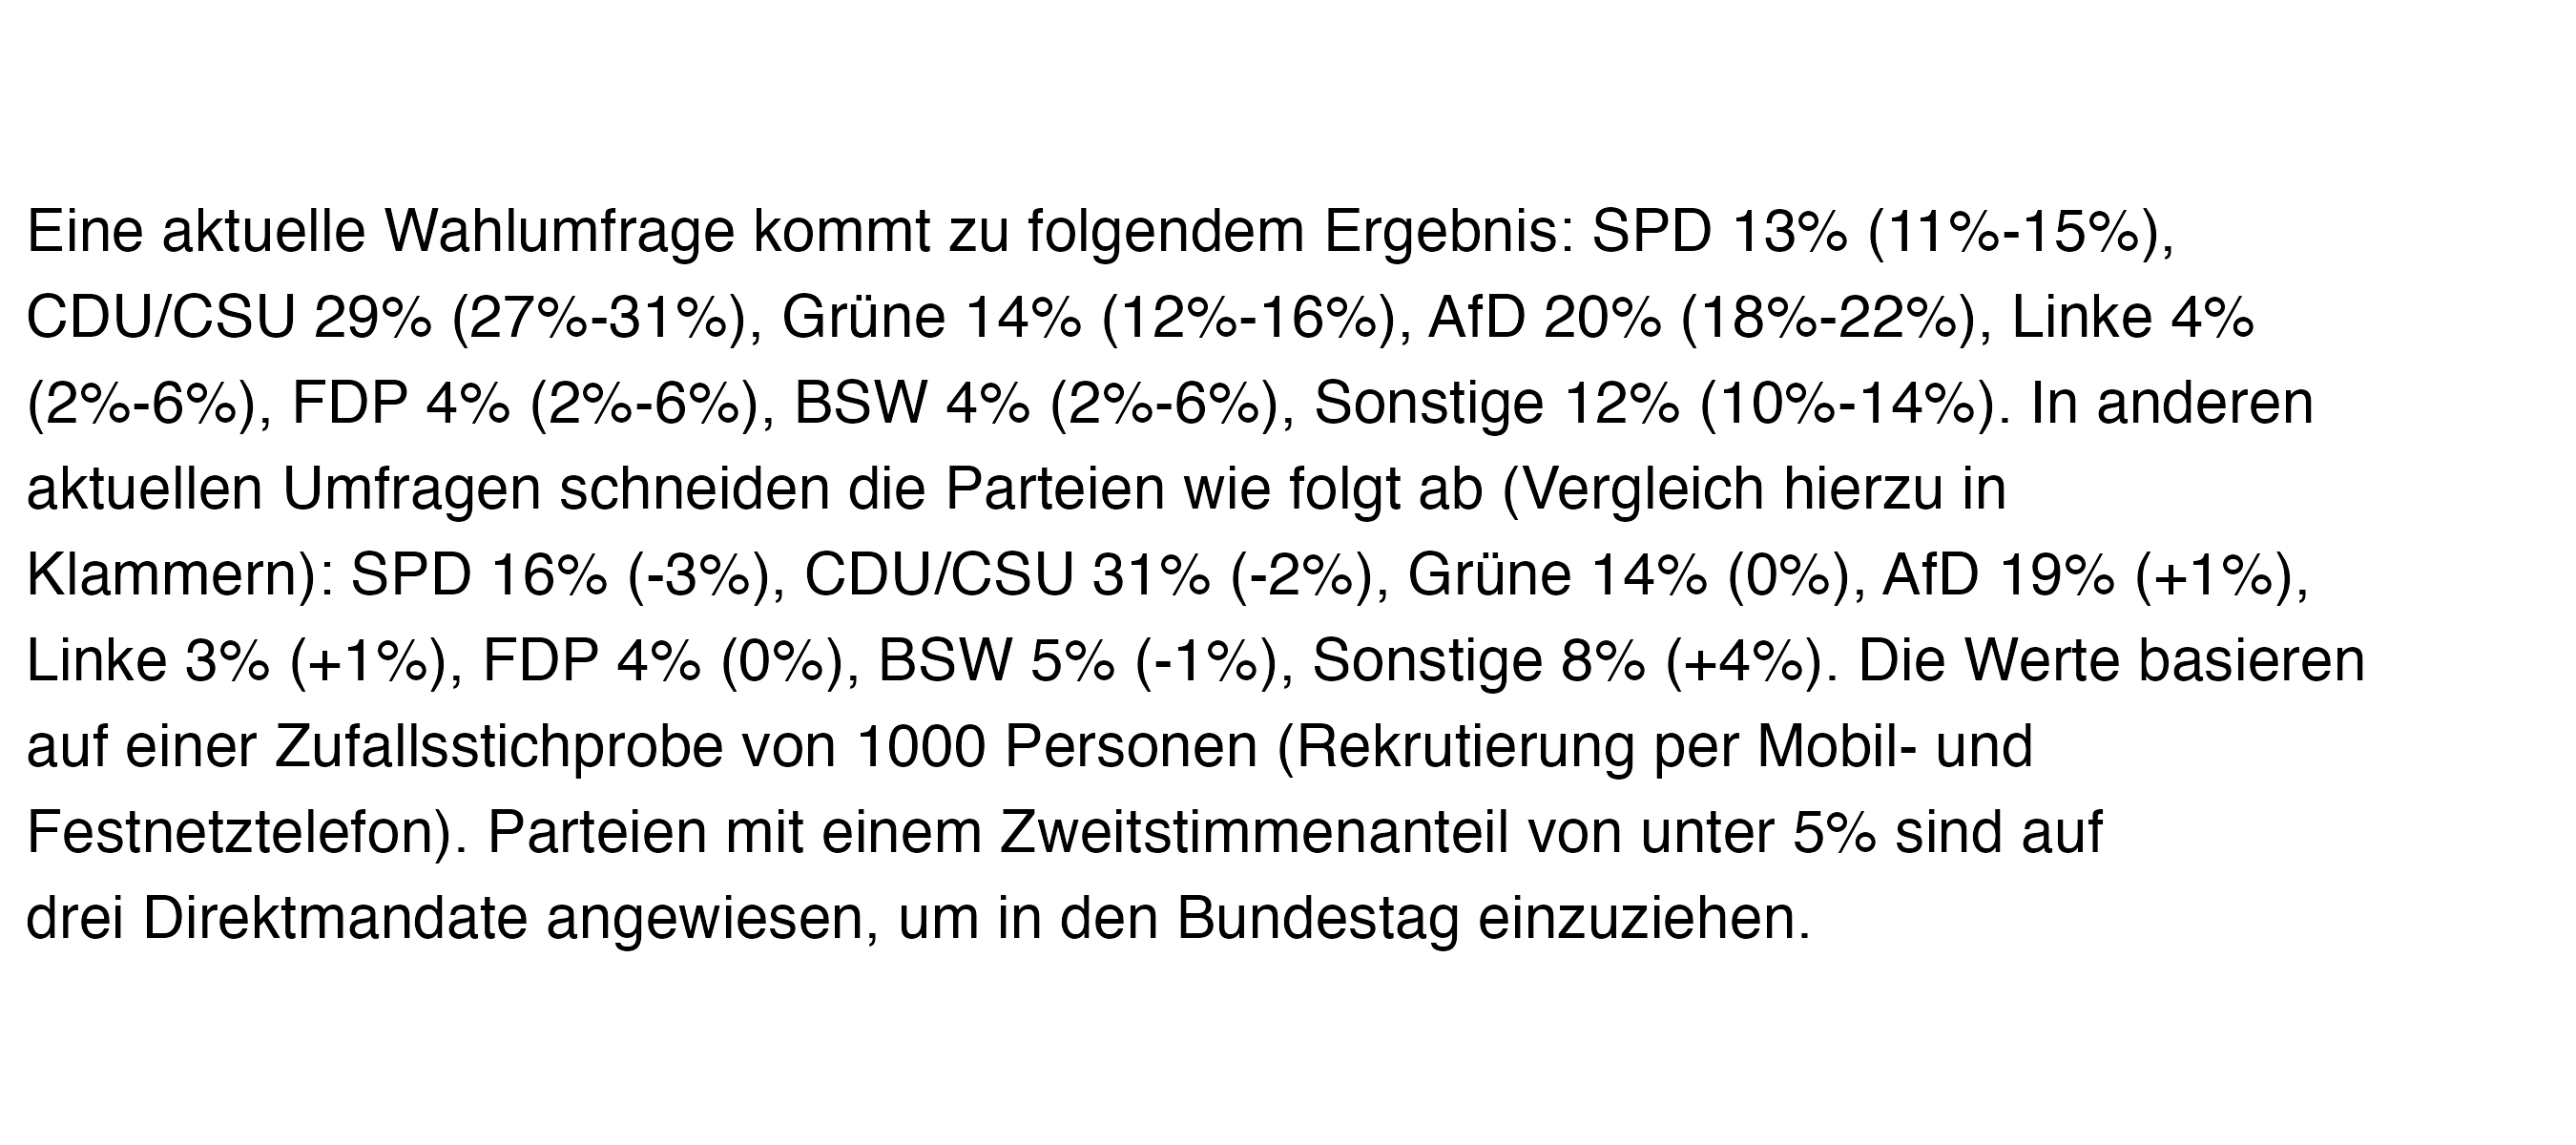 Eine aktuelle Wahlumfrage kommt zu folgendem Ergebnis: SPD 13% (11%-15%),
CDU/CSU 29% (27%-31%), Grüne 14% (12%-16%), AfD 20% (18%-22%), Linke 4%
(2%-6%), FDP 4% (2%-6%), BSW 4% (2%-6%), Sonstige 12% (10%-14%). In anderen
aktuellen Umfragen schneiden die Parteien wie folgt ab (Vergleich hierzu in
Klammern): SPD 16% (-3%), CDU/CSU 31% (-2%), Grüne 14% (0%), AfD 19% (+1%),
Linke 3% (+1%), FDP 4% (0%), BSW 5% (-1%), Sonstige 8% (+4%). Die Werte basieren
auf einer Zufallsstichprobe von 1000 Personen (Rekrutierung per Mobil- und
Festnetztelefon). Parteien mit einem Zweitstimmenanteil von unter 5% sind auf
drei Direktmandate angewiesen, um in den Bundestag einzuziehen.